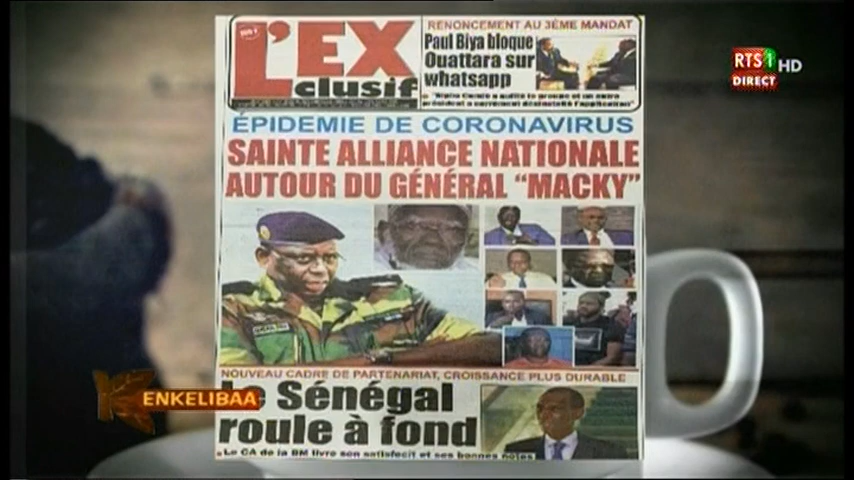 L'EX
clusif
RENONCEMENT AU 3ÈME MANDAT
Paul Biya bloque
Ouattara sur
whatsapp
ÉPIDEMIE DE CORONAVIRUS
SAINTE ALLIANCE NATIONALE
AUTOUR DU GÉNÉRAL "MACKY"
NOUVEAU CADRE DE PARTENARIAT, CROISSANCE PLUS DURABLE
Le Sénégal
roule à fond
Le CA de la BM livre son satisfecit et ses bonnes notes
RTS1 HD
DIRECT
KENKELIBAA